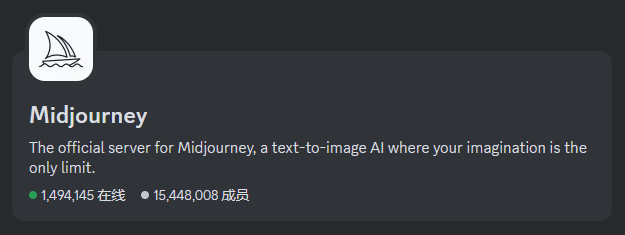 Midjourney
The official server for Midjourney, a text-to-image AI where your imagination is the
only limit.
1,494,145 在线 15,448,008 成员